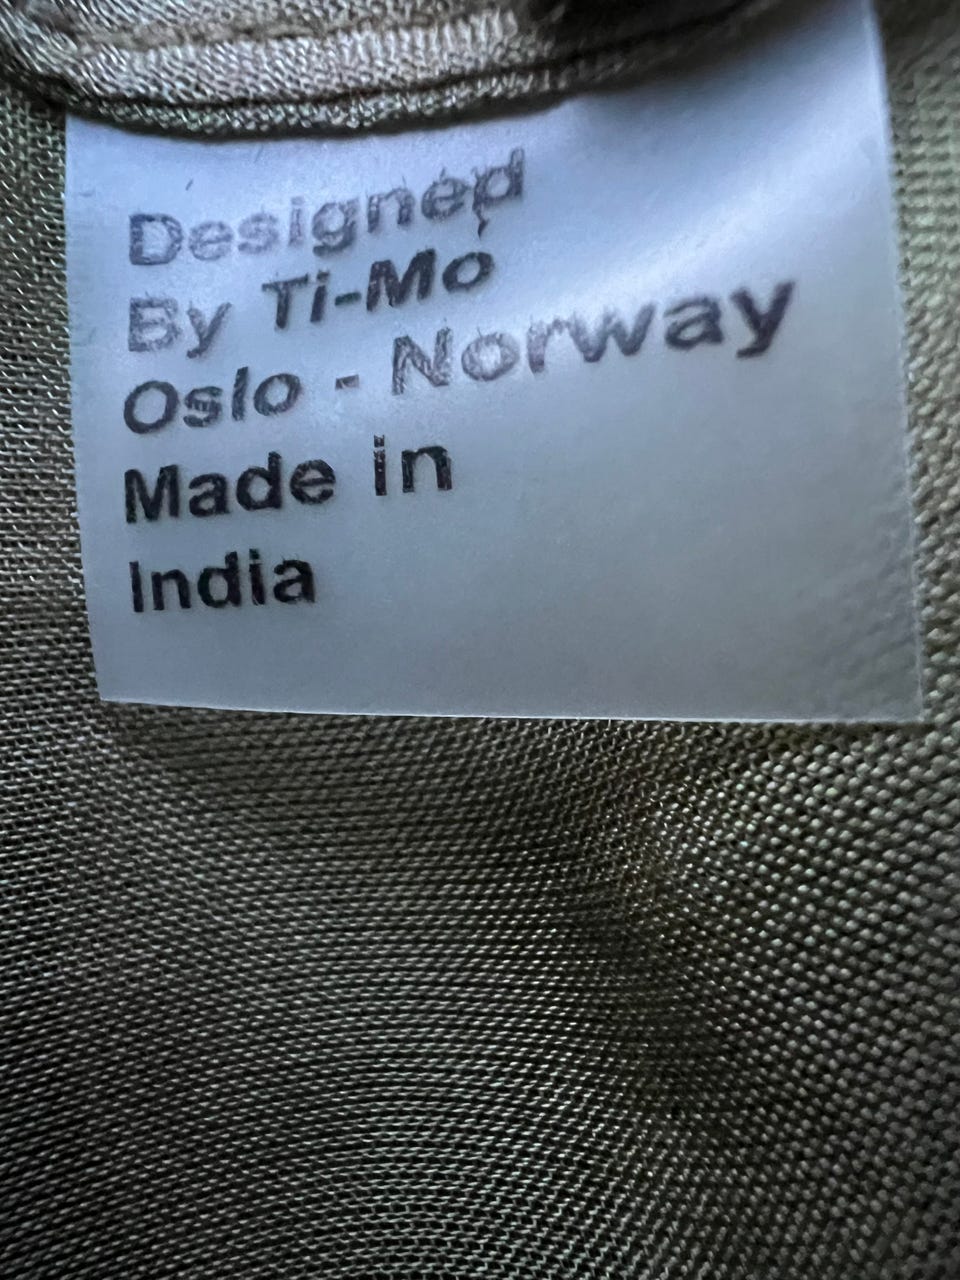 Designed
By Ti-Mo
Oslo - Norway
Made in
India